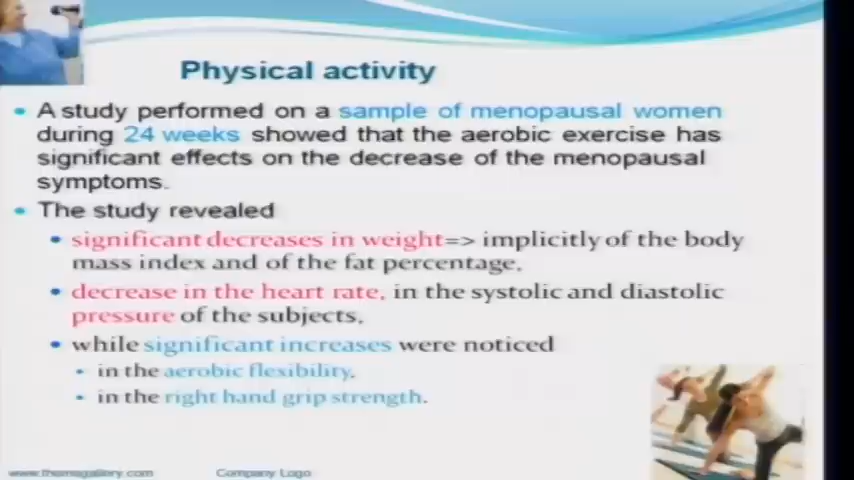 Physical activity
• A study performed on a sample of menopausal women
during 24 weeks showed that the aerobic exercise has
significant effects on the decrease of the menopausal
symptoms.
• The study revealed
• significant decreases in weight=> implicitly of the body
mass index and of the fat percentage,
• decrease in the heart rate, in the systolic and diastolic
pressure of the subjects,
• while significant increases were noticed
• in the aerobic flexibility,
• in the right hand grip strength.
www.themegallery.com
Company Logo